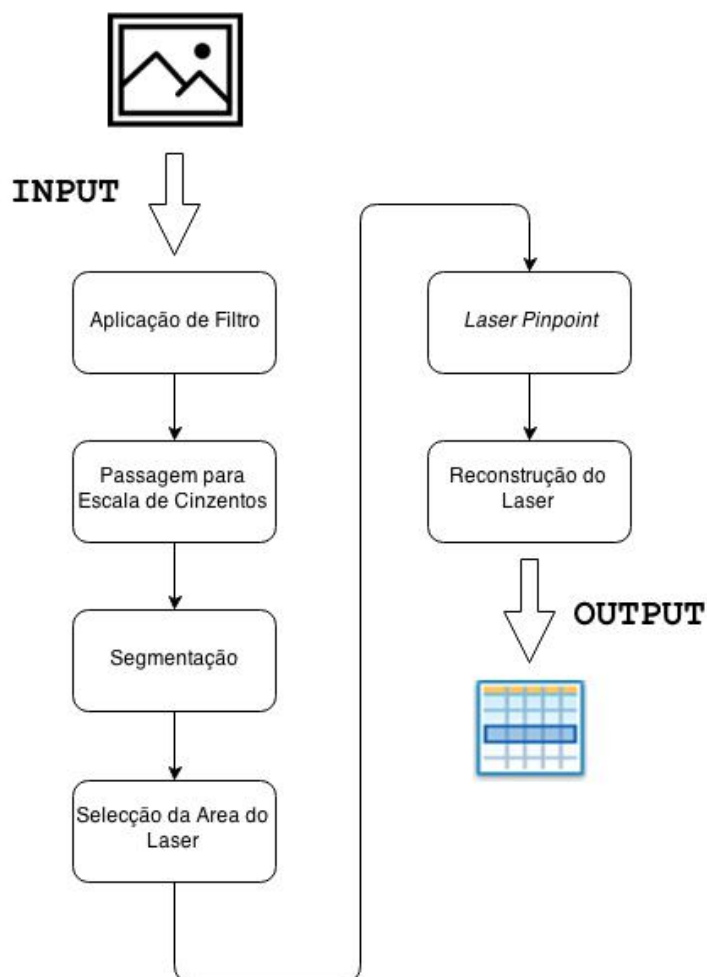 INPUT
Aplicação de Filtro
Passagem para
Escala de Cinzentos
Segmentação
Selecção da Area do
Laser
Laser Pinpoint
Reconstrução do
Laser
OUTPUT